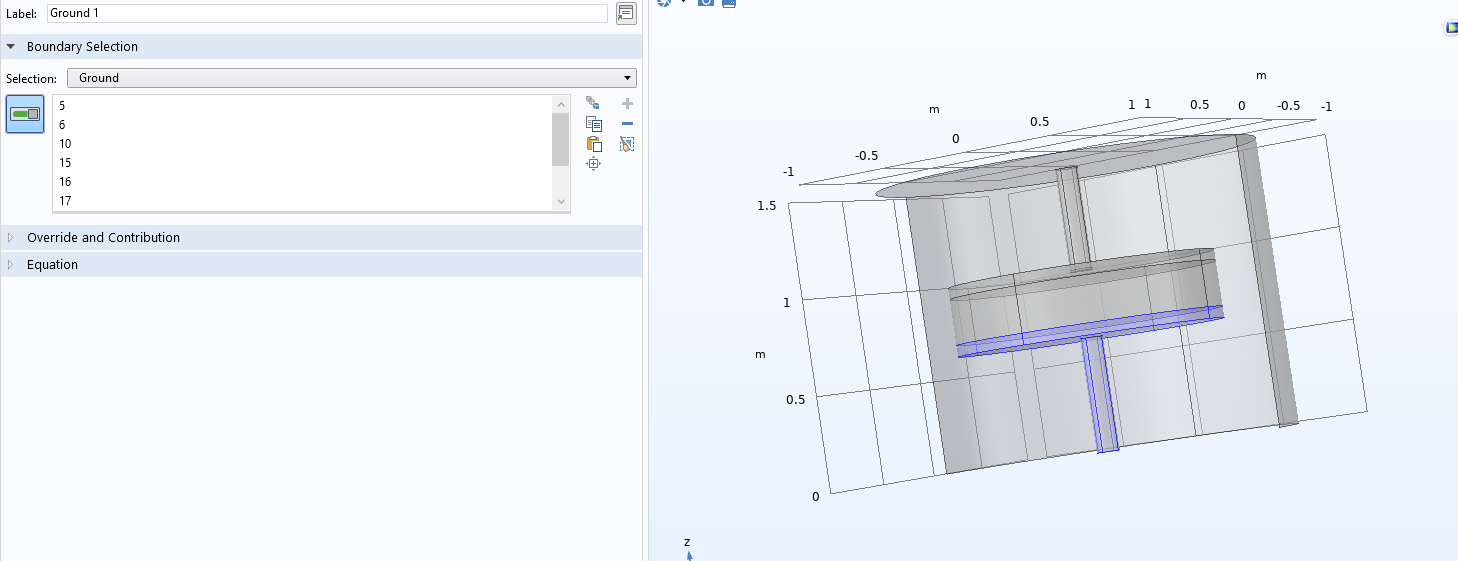 Label: Ground 1
Boundary Selection
Selection: Ground
5
6
10
15
16
17
Override and Contribution
Equation
m
m
1 1 0.5 0 -0.5 -1
0.5
0
-0.5
-1
1.5
1
m
0.5
0
z